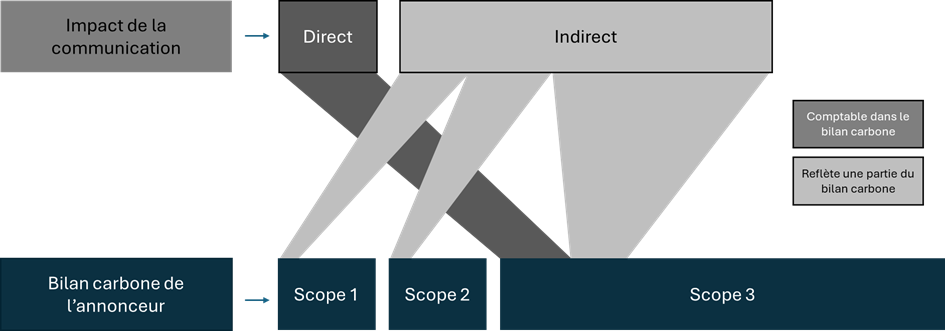 Impact de la
communication
Direct
Indirect
Comptable dans le
bilan carbone
Reflète une partie du
bilan carbone
Bilan carbone de
l’annonceur
Scope 1
Scope 2
Scope 3